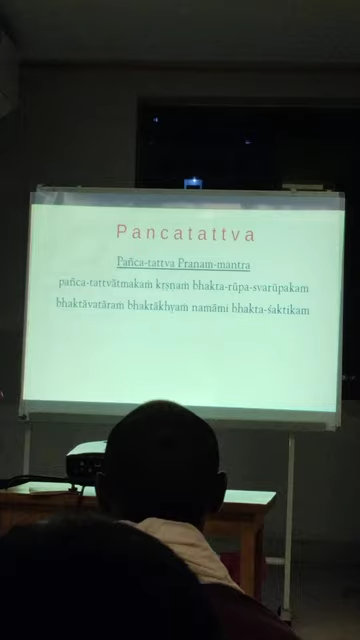 Pancatattva
Pañca-tattva Pranam-mantra
pañca-tattvātmakaṁ kṛṣṇaṁ bhakta-rūpa-svarūpakam
bhaktāvatāraṁ bhaktākhyaṁ namāmi bhakta-śaktikam